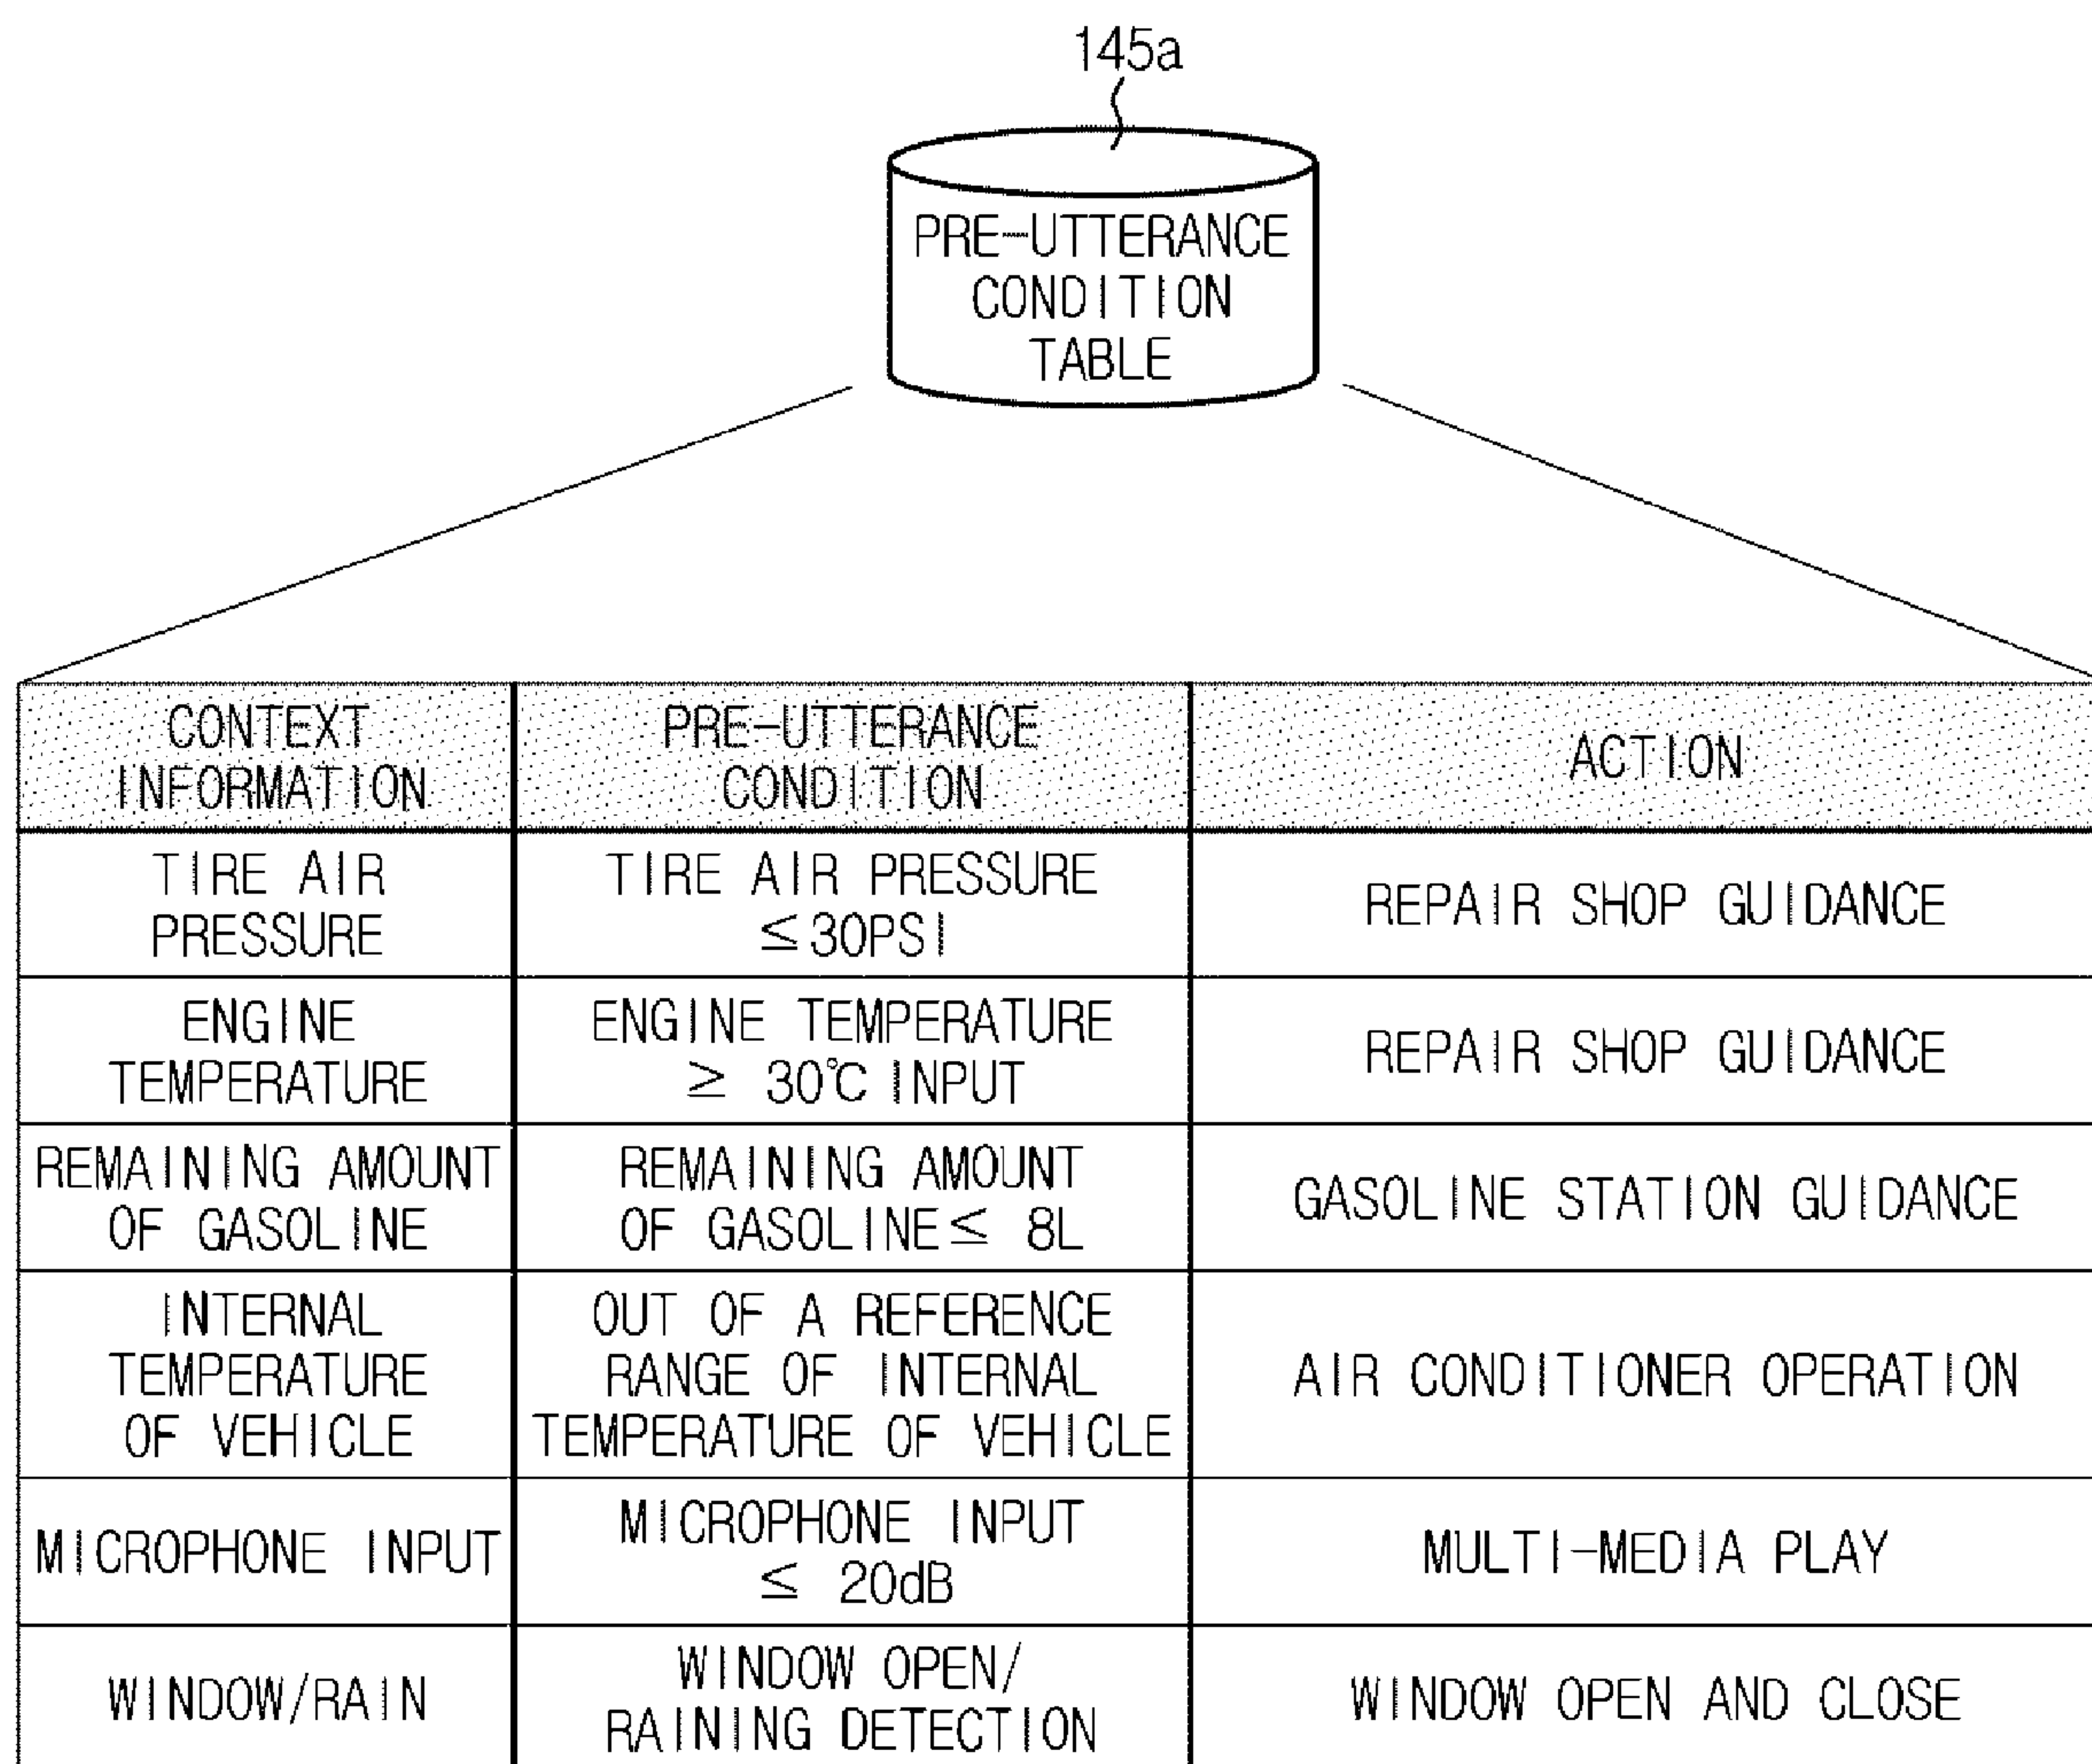 145a
PRE-UTTERANCE
CONDITION
TABLE
CONTEXT
INFORMATION
PRE-UTTERANCE
CONDITION
ACTION
TIRE AIR
PRESSURE
TIRE AIR PRESSURE
≤30PSI
REPAIR SHOP GUIDANCE
ENGINE
TEMPERATURE
ENGINE TEMPERATURE
≥ 30℃ INPUT
REPAIR SHOP GUIDANCE
REMAINING AMOUNT
OF GASOLINE
REMAINING AMOUNT
OF GASOLINE≤ 8L
GASOLINE STATION GUIDANCE
INTERNAL
TEMPERATURE
OF VEHICLE
OUT OF A REFERENCE
RANGE OF INTERNAL
TEMPERATURE OF VEHICLE
AIR CONDITIONER OPERATION
MICROPHONE INPUT
MICROPHONE INPUT
≤ 20dB
MULTI-MEDIA PLAY
WINDOW/RAIN
WINDOW OPEN/
RAINING DETECTION
WINDOW OPEN AND CLOSE